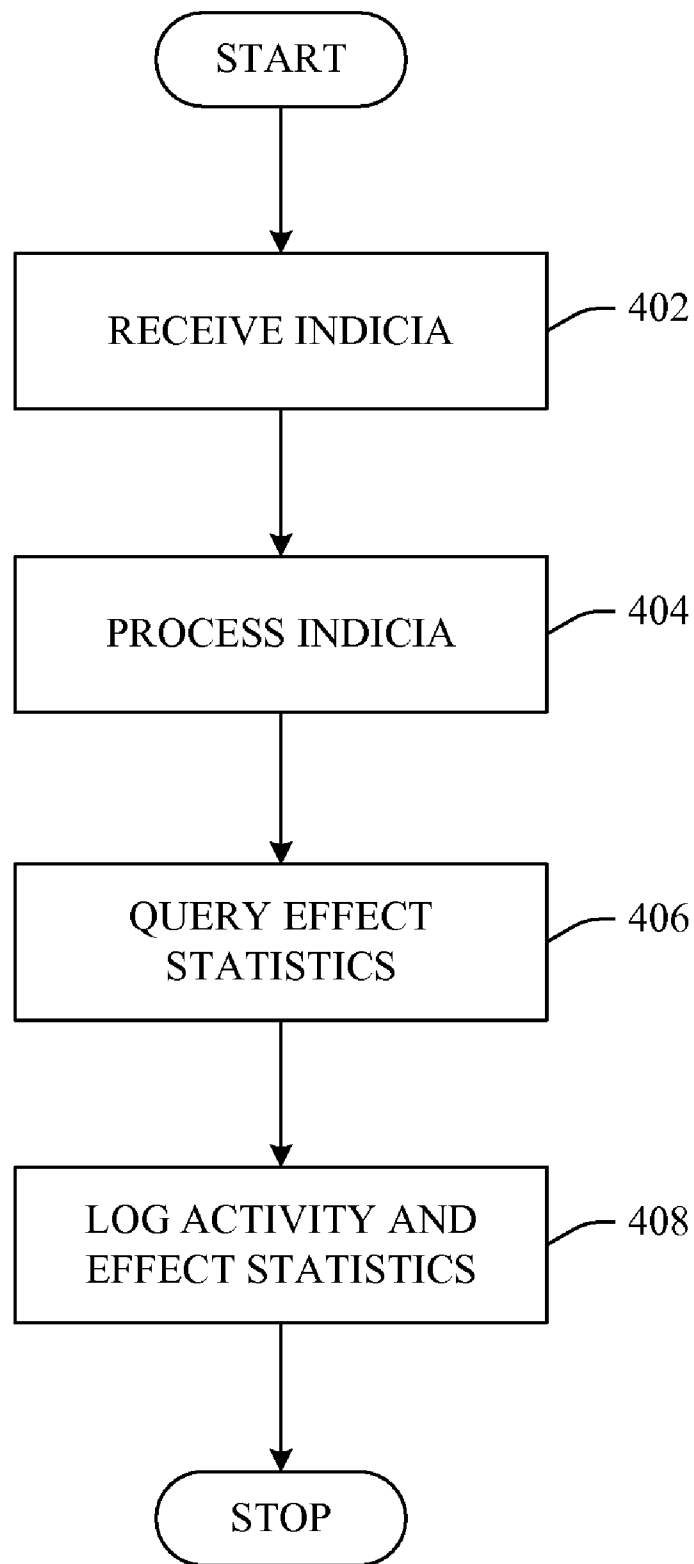 START
RECEIVE INDICIA
402
PROCESS INDICIA
404
QUERY EFFECT
STATISTICS
406
LOG ACTIVITY AND
EFFECT STATISTICS
408
STOP